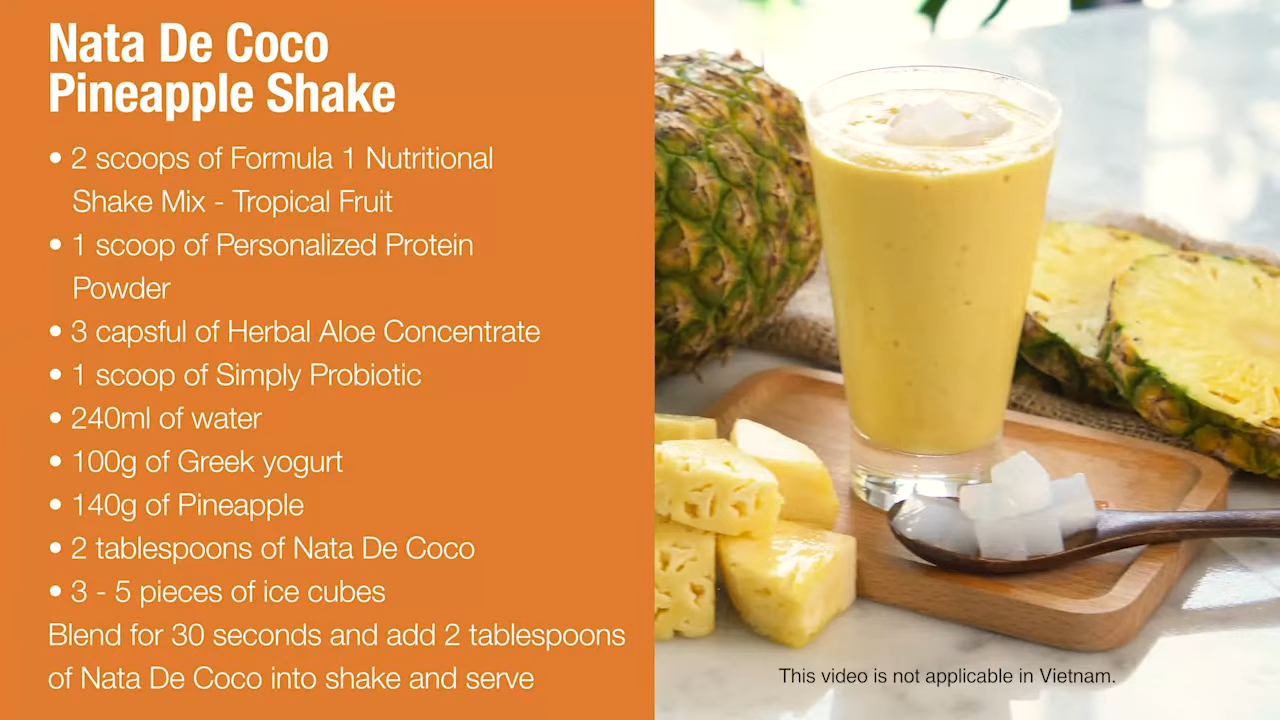 Nata De Coco
Pineapple Shake
• 2 scoops of Formula 1 Nutritional
Shake Mix - Tropical Fruit
• 1 scoop of Personalized Protein
Powder
• 3 capsful of Herbal Aloe Concentrate
• 1 scoop of Simply Probiotic
• 240ml of water
• 100g of Greek yogurt
• 140g of Pineapple
• 2 tablespoons of Nata De Coco
• 3 - 5 pieces of ice cubes
Blend for 30 seconds and add 2 tablespoons
of Nata De Coco into shake and serve
This video is not applicable in Vietnam.